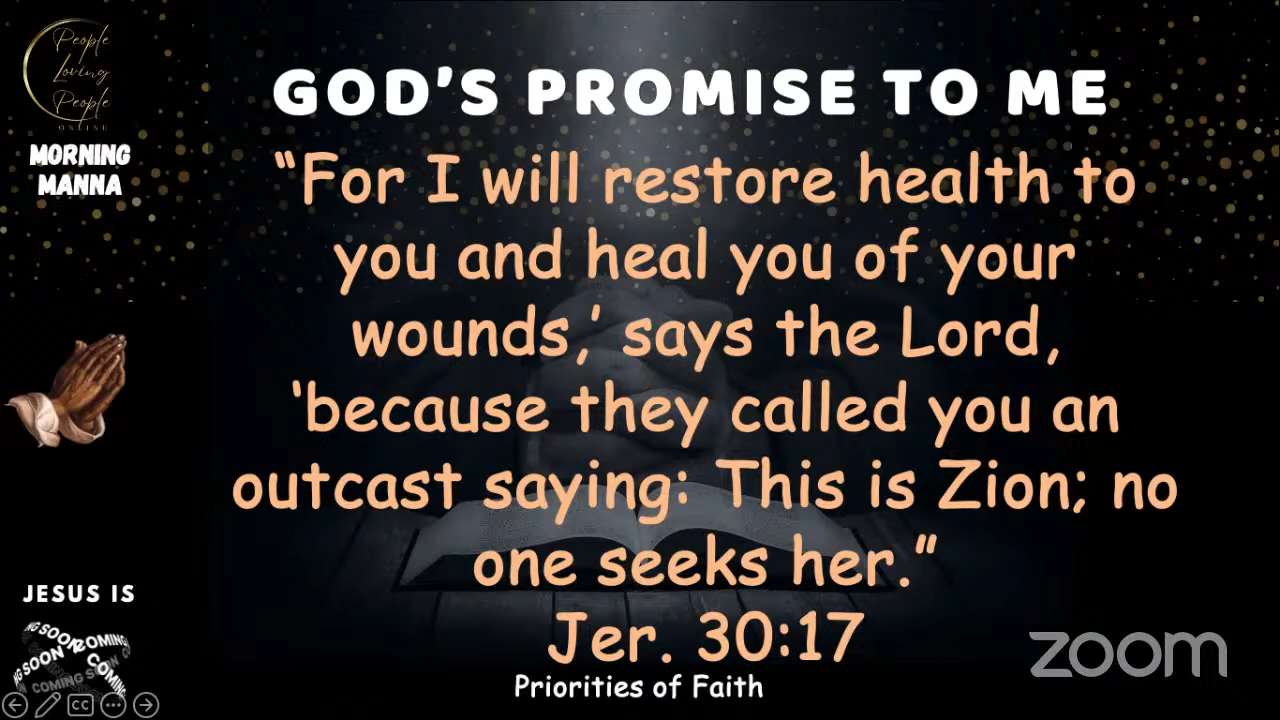 People
Loving
People
ONLINE
MORNING
MANNA
GOD'S PROMISE TO ME
“For I will restore health to
you and heal you of your
wounds,’ says the Lord,
‘because they called you an
outcast saying: This is Zion; no
one seeks her.”
Jer. 30:17
Priorities of Faith
JESUS IS
COMING SOON
zoom
CC